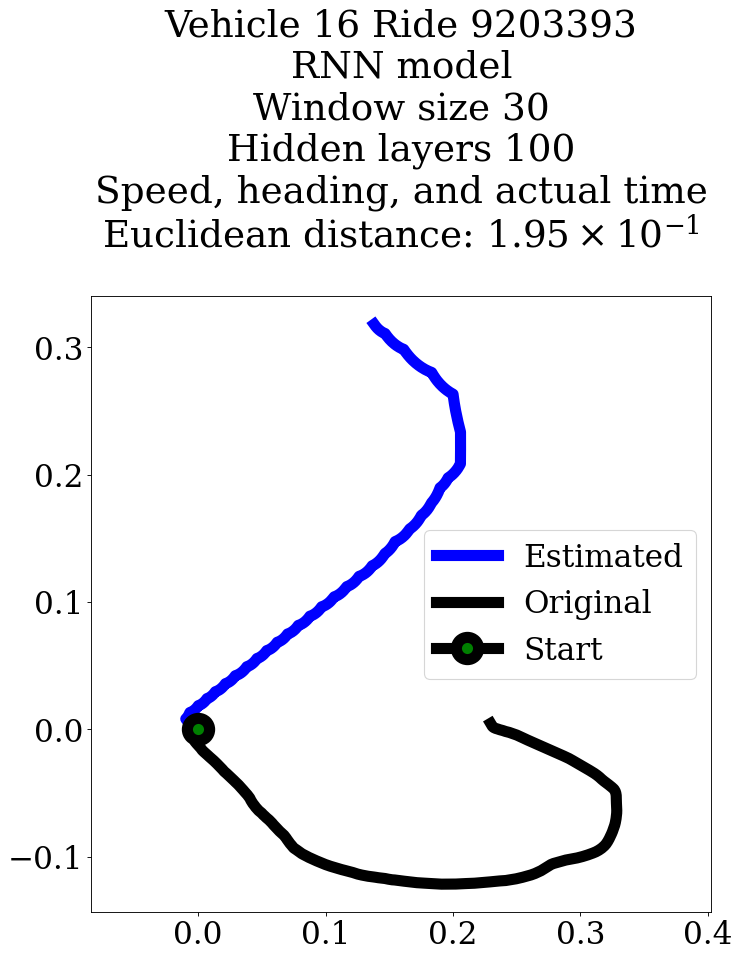 Vehicle 16 Ride 9203393
RNN model
Window size 30
Hidden layers 100
Speed, heading, and actual time
Euclidean distance: 1.95 × 10⁻¹
0.3
0.2
0.1
0.0
−0.1
Estimated
Original
Start
0.0 0.1 0.2 0.3 0.4